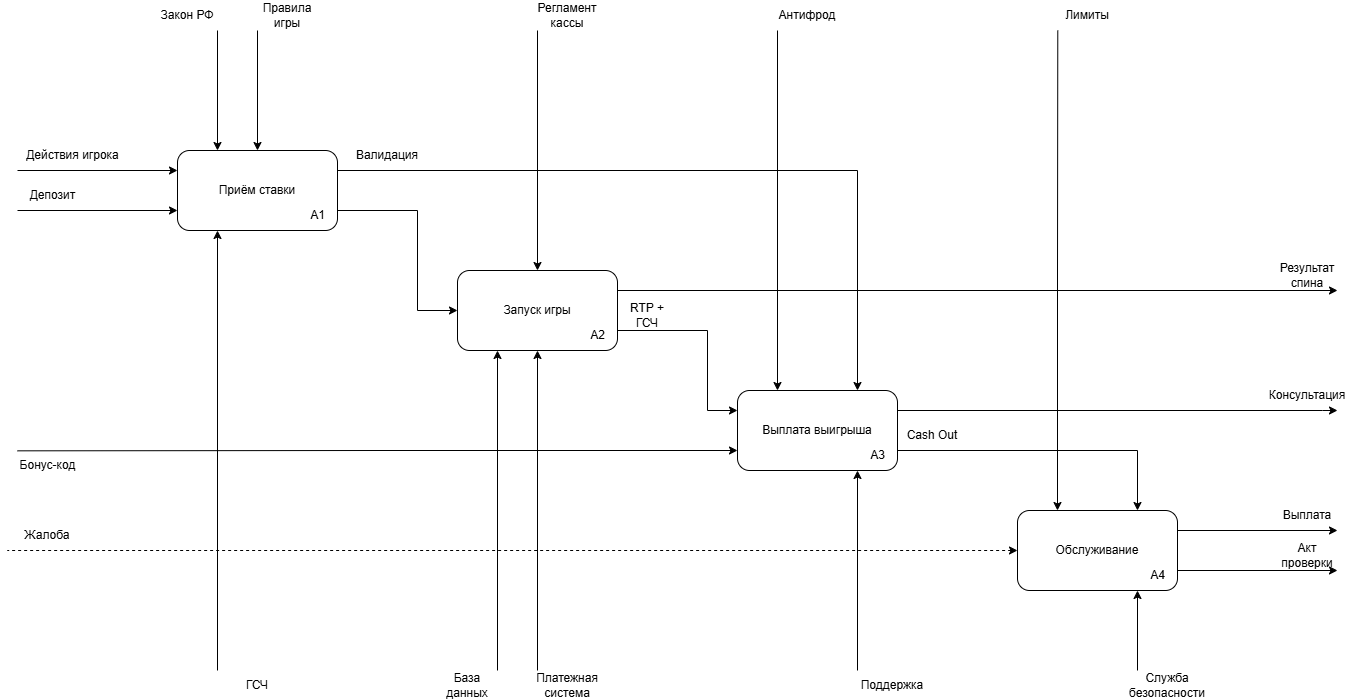 Закон РФ
Правила
игры
Регламент
кассы
Антифрод
Лимиты
Действия игрока
Валидация
Депозит
Приём ставки
A1
Результат
спина
Запуск игры
A2
RTP +
ГСЧ
Консультация
Выплата выигрыша
A3
Cash Out
Бонус-код
Выплата
Жалоба
Обслуживание
A4
Акт
проверки
ГСЧ
База
данных
Платежная
система
Поддержка
Служба
безопасности